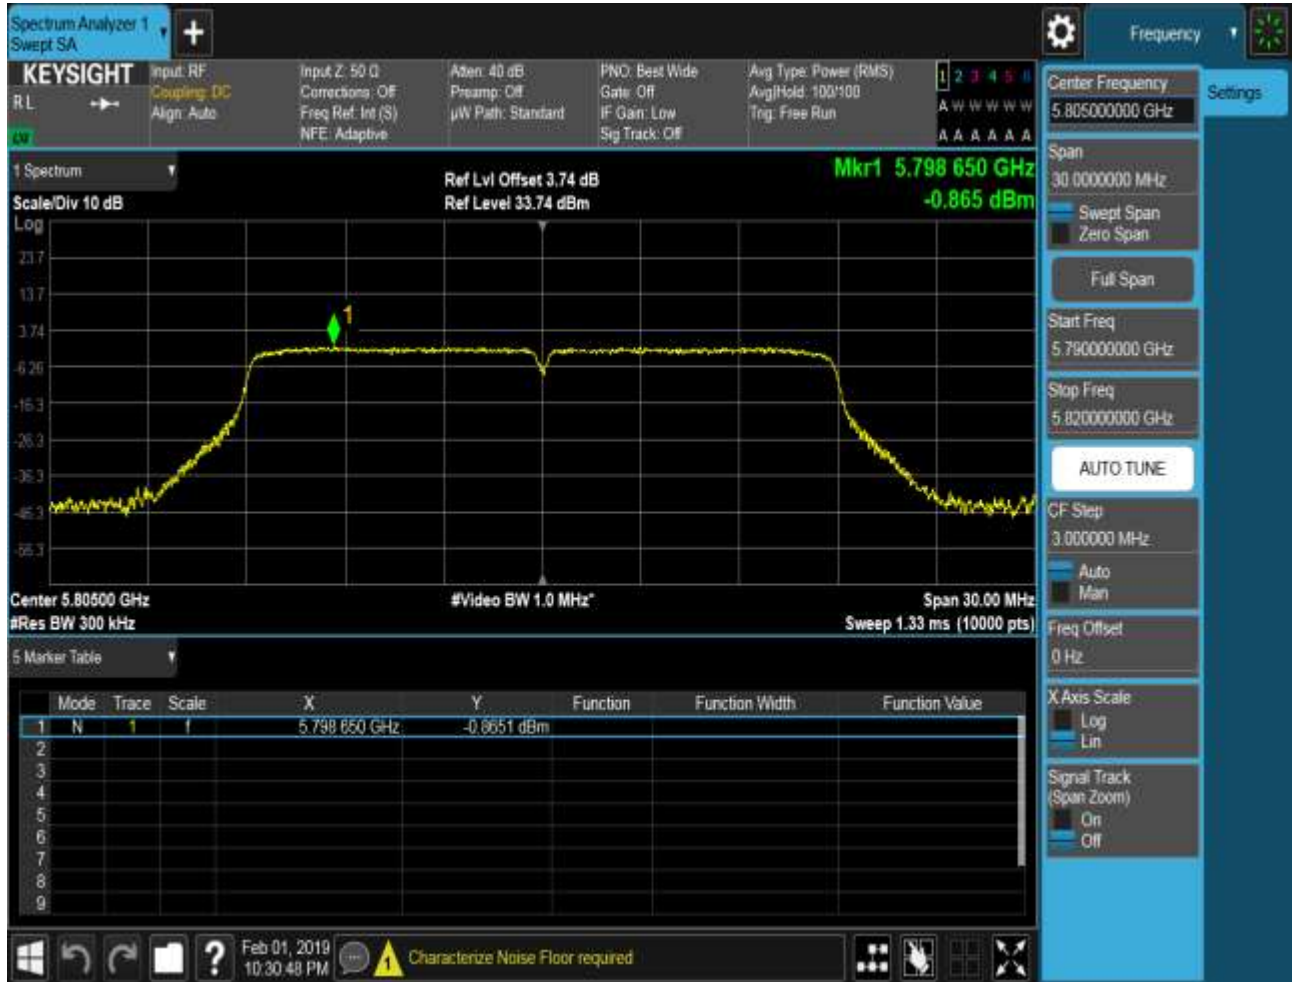 Spectrum Analyzer 1
Swept SA
+
Frequency
KEYSIGHT
RL
Input: RF
Coupling: DC
Align: Auto
Input Z: 50 Ω
Corrections: Off
Freq Ref: Int (S)
NFE: Adaptive
Atten: 40 dB
Preamp: Off
µW Path: Standard
PNO: Best Wide
Gate: Off
IF Gain: Low
Sig Track: Off
Avg Type: Power (RMS)
Avg|Hold: 100/100
Trig: Free Run
1 2 3 4 5 6
A W W W W W
A A A A A A
1 Spectrum
Scale/Div 10 dB
Log
Ref Lvl Offset 3.74 dB
Ref Level 33.74 dBm
Mkr1 5.798 650 GHz
-0.865 dBm
23.7
13.7
3.74
-6.26
-16.3
-26.3
-36.3
-46.3
-56.3
1
Center 5.80500 GHz
#Res BW 300 kHz
#Video BW 1.0 MHz*
Span 30.00 MHz
Sweep 1.33 ms (10000 pts)
5 Marker Table
Mode Trace Scale X Y Function Function Width Function Value
1 N 1 f 5.798 650 GHz -0.8651 dBm
2
3
4
5
6
7
8
9
Feb 01, 2019
10:30:48 PM
?
1
Characterize Noise Floor required
Center Frequency
5.805000000 GHz
Settings
Span
30.0000000 MHz
Swept Span
Zero Span
Full Span
Start Freq
5.790000000 GHz
Stop Freq
5.820000000 GHz
AUTO TUNE
CF Step
3.000000 MHz
Auto
Man
Freq Offset
0 Hz
X Axis Scale
Log
Lin
Signal Track
(Span Zoom)
On
Off